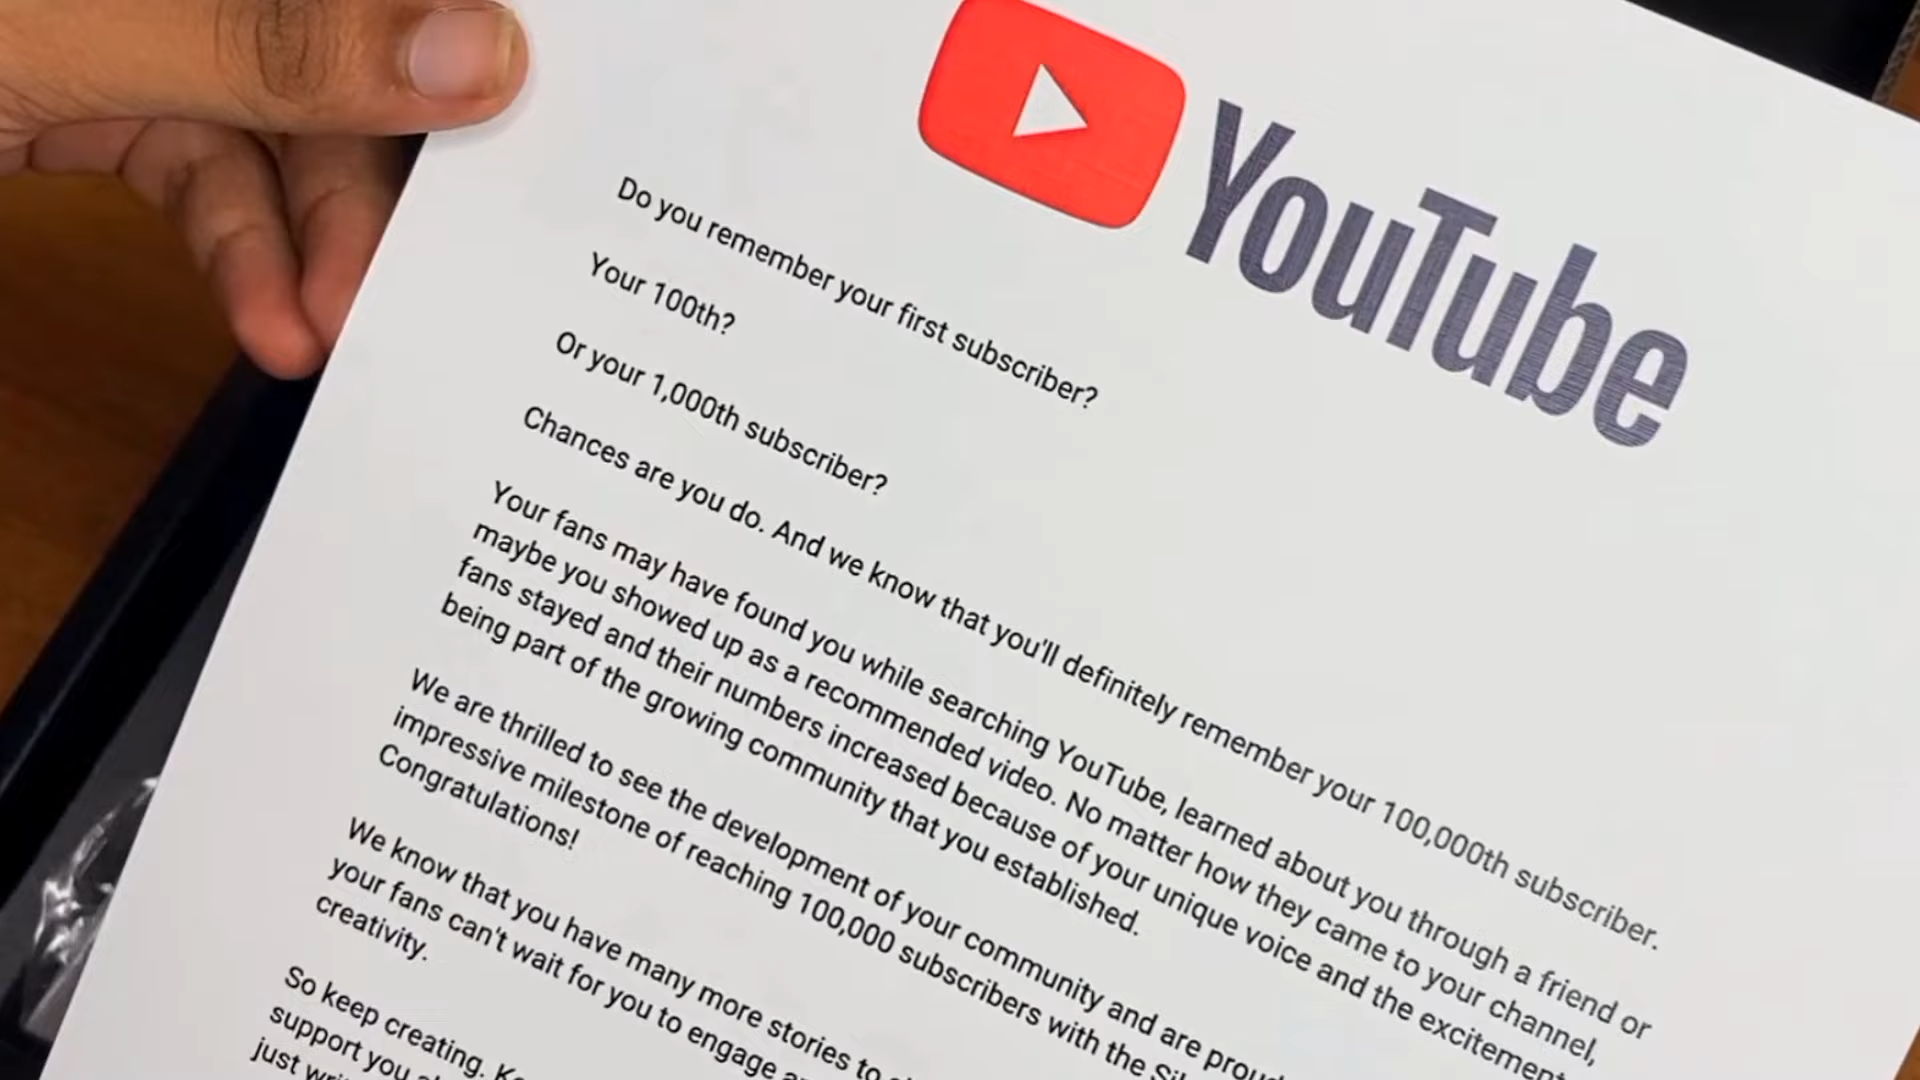 YouTube
Do you remember your first subscriber?
Your 100th?
Or your 1,000th subscriber?
Chances are you do. And we know that you'll definitely remember your 100,000th subscriber.
Your fans may have found you while searching YouTube, learned about you through a friend or
maybe you showed up as a recommended video. No matter how they came to your channel,
fans stayed and their numbers increased because of your unique voice and the excitement
being part of the growing community that you established.
We are thrilled to see the development of your community and are
impressive milestone of reaching 100,000 subscribers with the
Congratulations!
We know that you have many more stories to
your fans can't wait for you to engage
creativity.
So keep creating.
support you
just